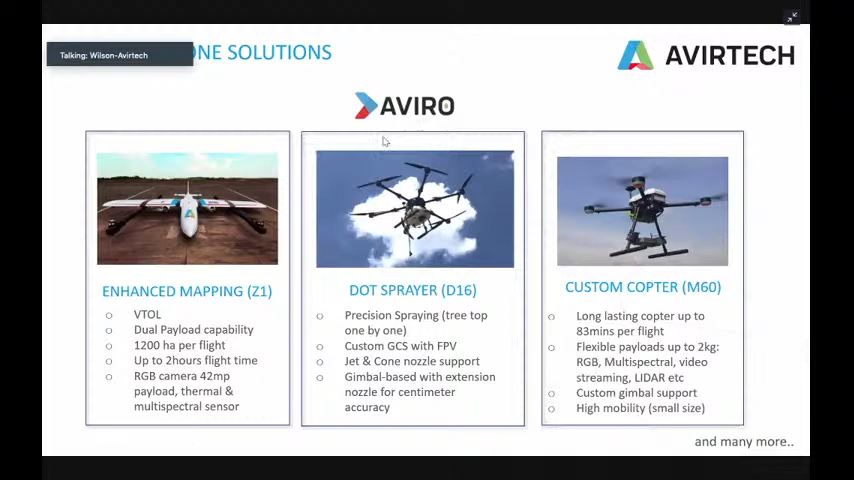 Talking: Wilson-Avirtech
ONE SOLUTIONS
AVIRTECH
AVIRO
ENHANCED MAPPING (Z1)
VTOL
Dual Payload capability
1200 ha per flight
Up to 2hours flight time
RGB camera 42mp
payload, thermal &
multispectral sensor
DOT SPRAYER (D16)
Precision Spraying (tree top
one by one)
Custom GCS with FPV
Jet & Cone nozzle support
Gimbal-based with extension
nozzle for centimeter
accuracy
CUSTOM COPTER (M60)
Long lasting copter up to
83mins per flight
Flexible payloads up to 2kg:
RGB, Multispectral, video
streaming, LIDAR etc
Custom gimbal support
High mobility (small size)
and many more..